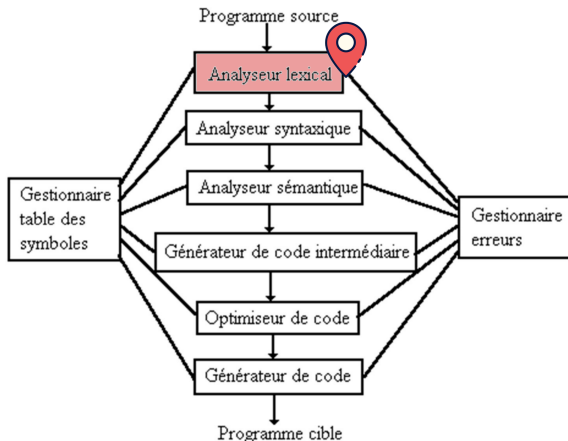 Programme source
Analyseur lexical
Analyseur syntaxique
Analyseur sémantique
Gestionnaire
table des
symboles
Gestionnaire
erreurs
Générateur de code intermédiaire
Optimiseur de code
Générateur de code
Programme cible